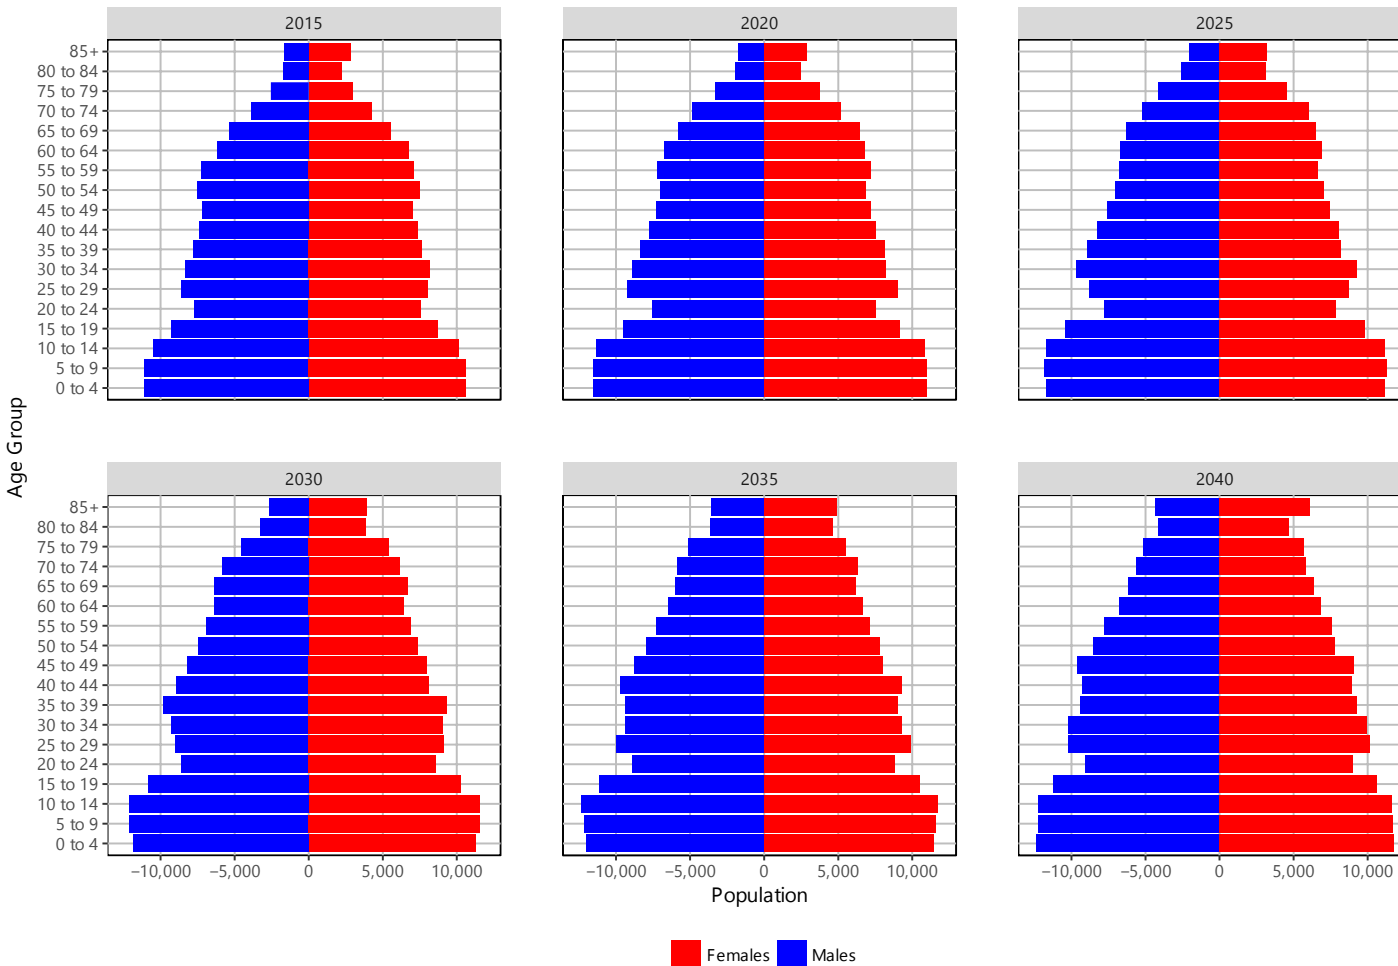 2015 2020 2025
85+
80 to 84
75 to 79
70 to 74
65 to 69
60 to 64
55 to 59
50 to 54
45 to 49
40 to 44
35 to 39
30 to 34
25 to 29
20 to 24
15 to 19
10 to 14
5 to 9
0 to 4
Age Group
2030 2035 2040
85+
80 to 84
75 to 79
70 to 74
65 to 69
60 to 64
55 to 59
50 to 54
45 to 49
40 to 44
35 to 39
30 to 34
25 to 29
20 to 24
15 to 19
10 to 14
5 to 9
0 to 4
−10,000 −5,000 0 5,000 10,000 −10,000 −5,000 0 5,000 10,000 −10,000 −5,000 0 5,000 10,000
Population
Females Males